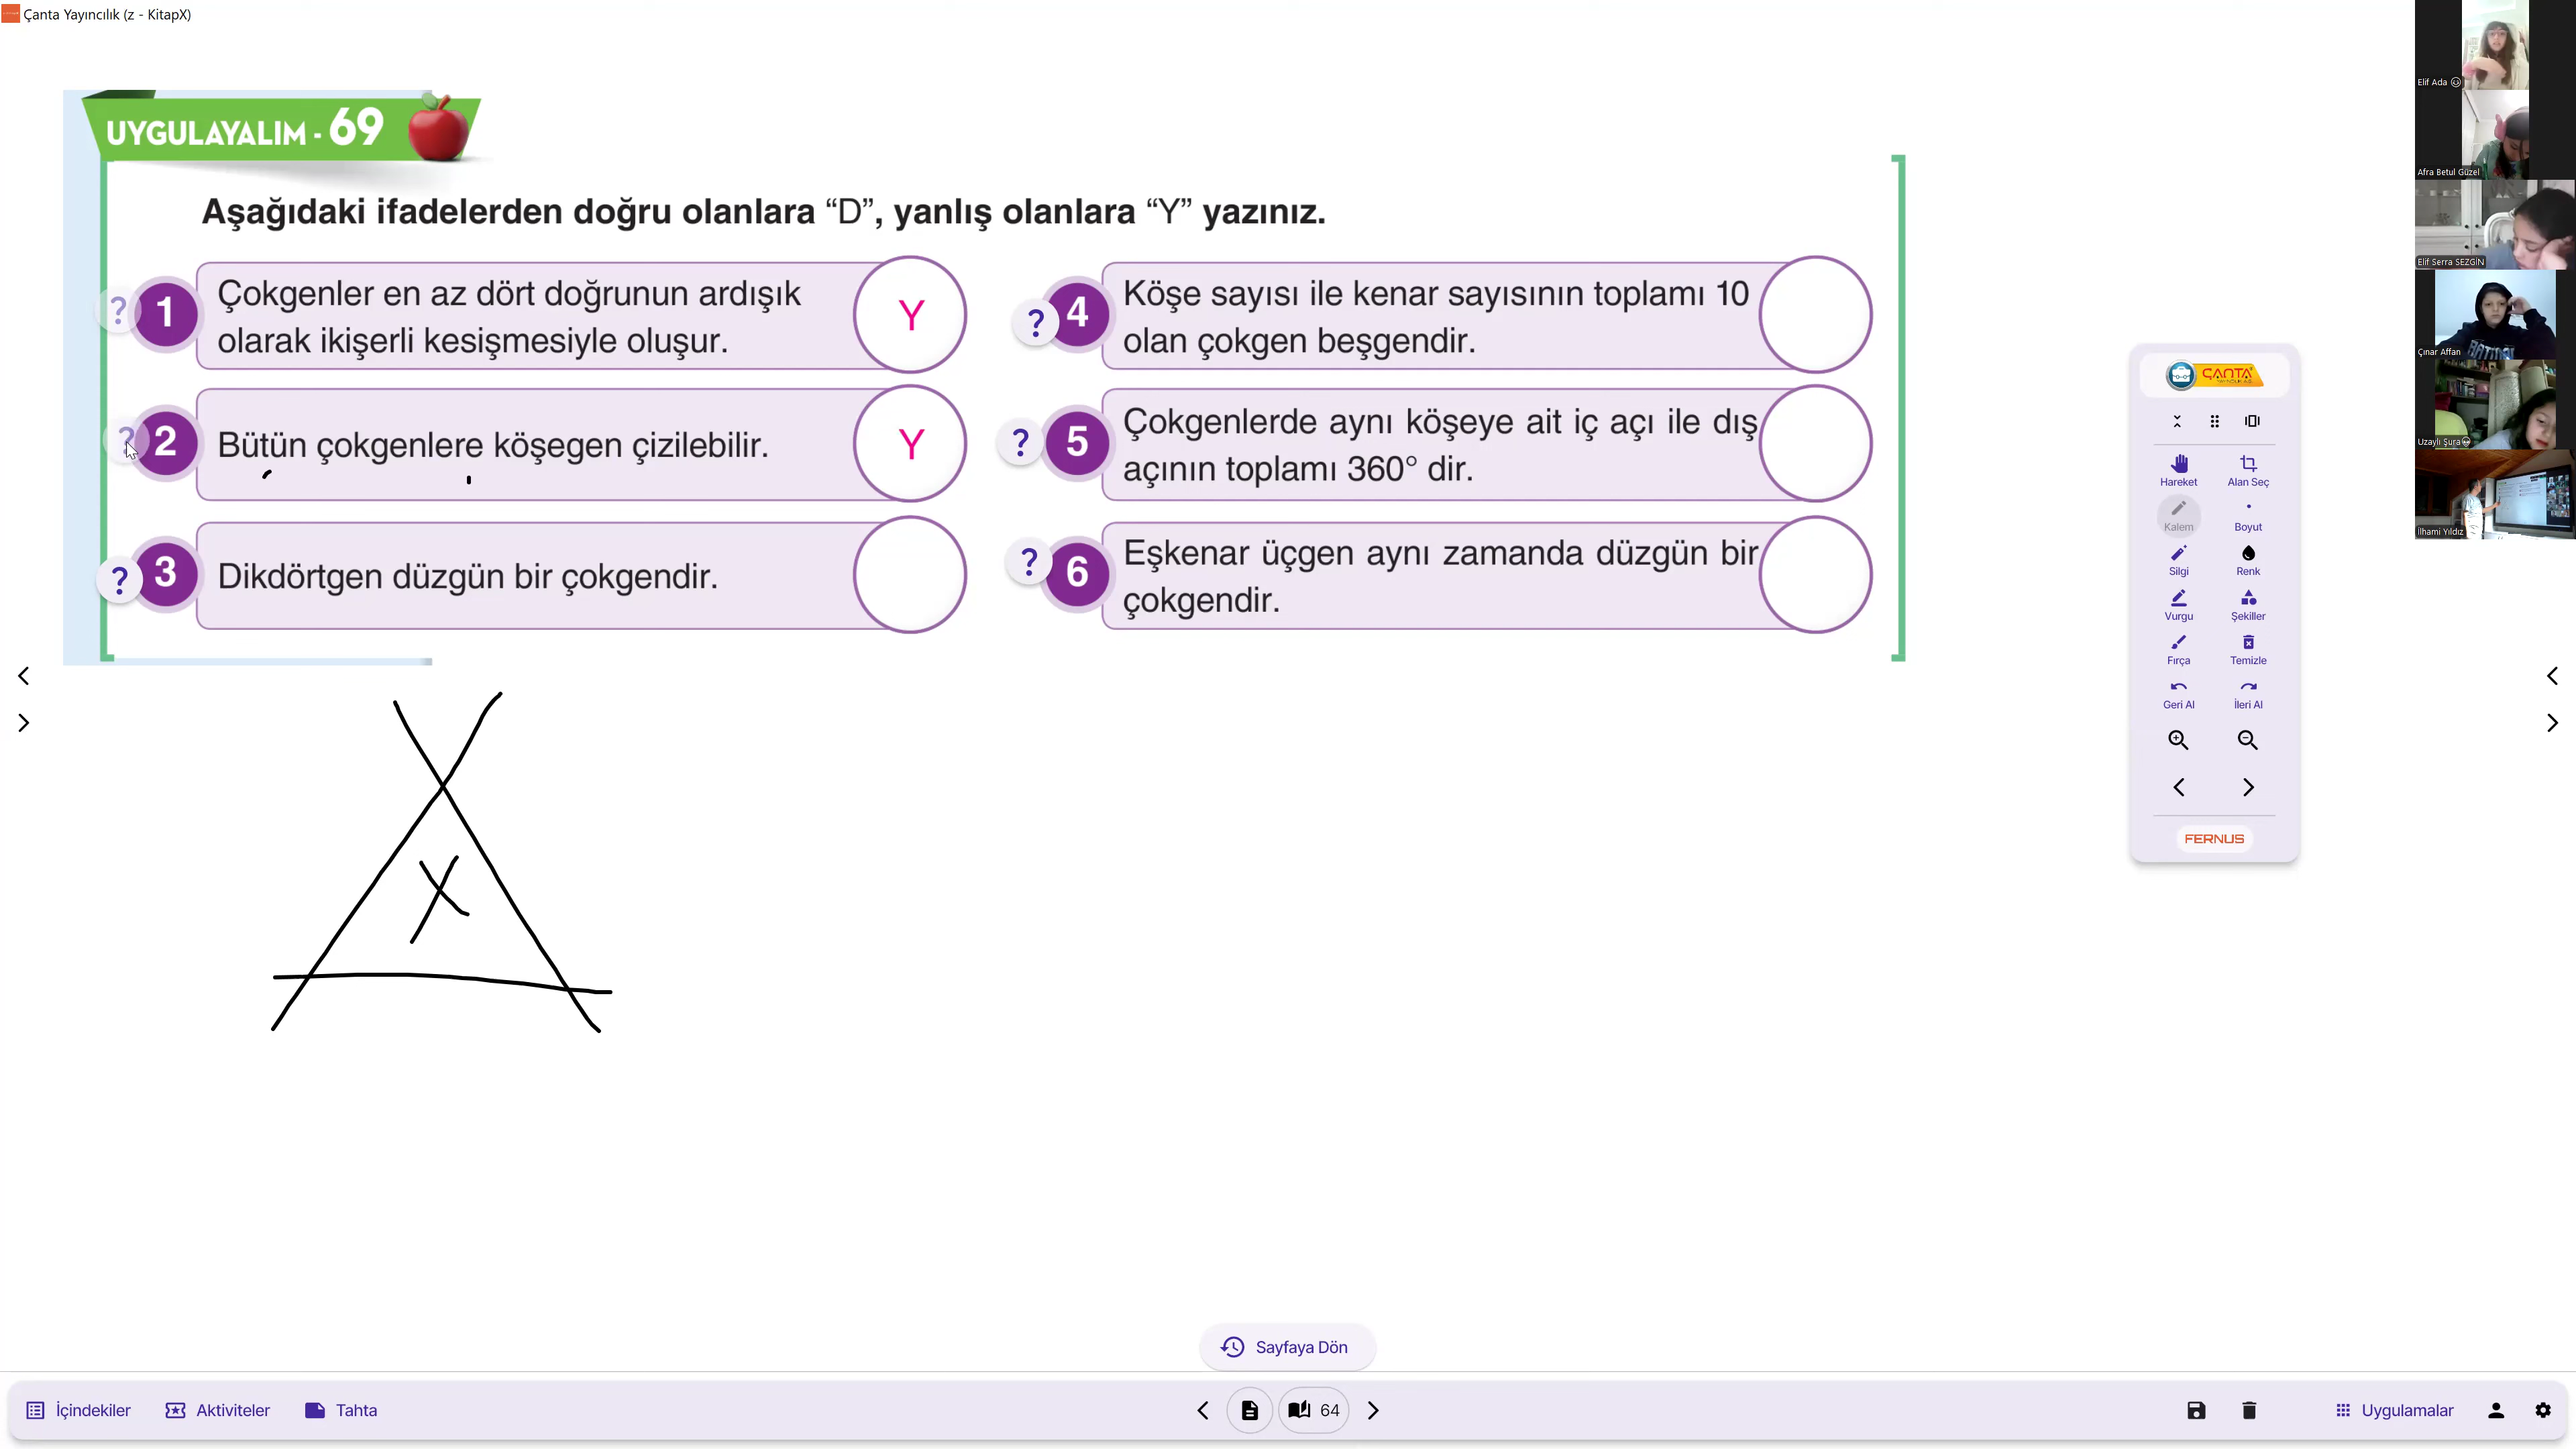 Çanta Yayıncılık (z - KitapX)
UYGULAYALIM - 69
Aşağıdaki ifadelerden doğru olanlara “D”, yanlış olanlara “Y” yazınız.
? 1 Çokgenler en az dört doğrunun ardışık
olarak ikişerli kesişmesiyle oluşur.
Y
? 2 Bütün çokgenlere köşegen çizilebilir.
Y
? 3 Dikdörtgen düzgün bir çokgendir.
? 4 Köşe sayısı ile kenar sayısının toplamı 10
olan çokgen beşgendir.
? 5 Çokgenlerde aynı köşeye ait iç açı ile dış
açının toplamı 360° dir.
? 6 Eşkenar üçgen aynı zamanda düzgün bir
çokgendir.
Elif Ada
Afra Betul Güzel
Elif Serra SEZGİN
Çınar Affan
Uzaylı Şura
İlhami Yıldız
ÇANTA
Hareket Alan Seç
Kalem Boyut
Silgi Renk
Vurgu Şekiller
Fırça Temizle
Geri Al İleri Al
FERNUS
Sayfaya Dön
İçindekiler Aktiviteler Tahta 64 Uygulamalar